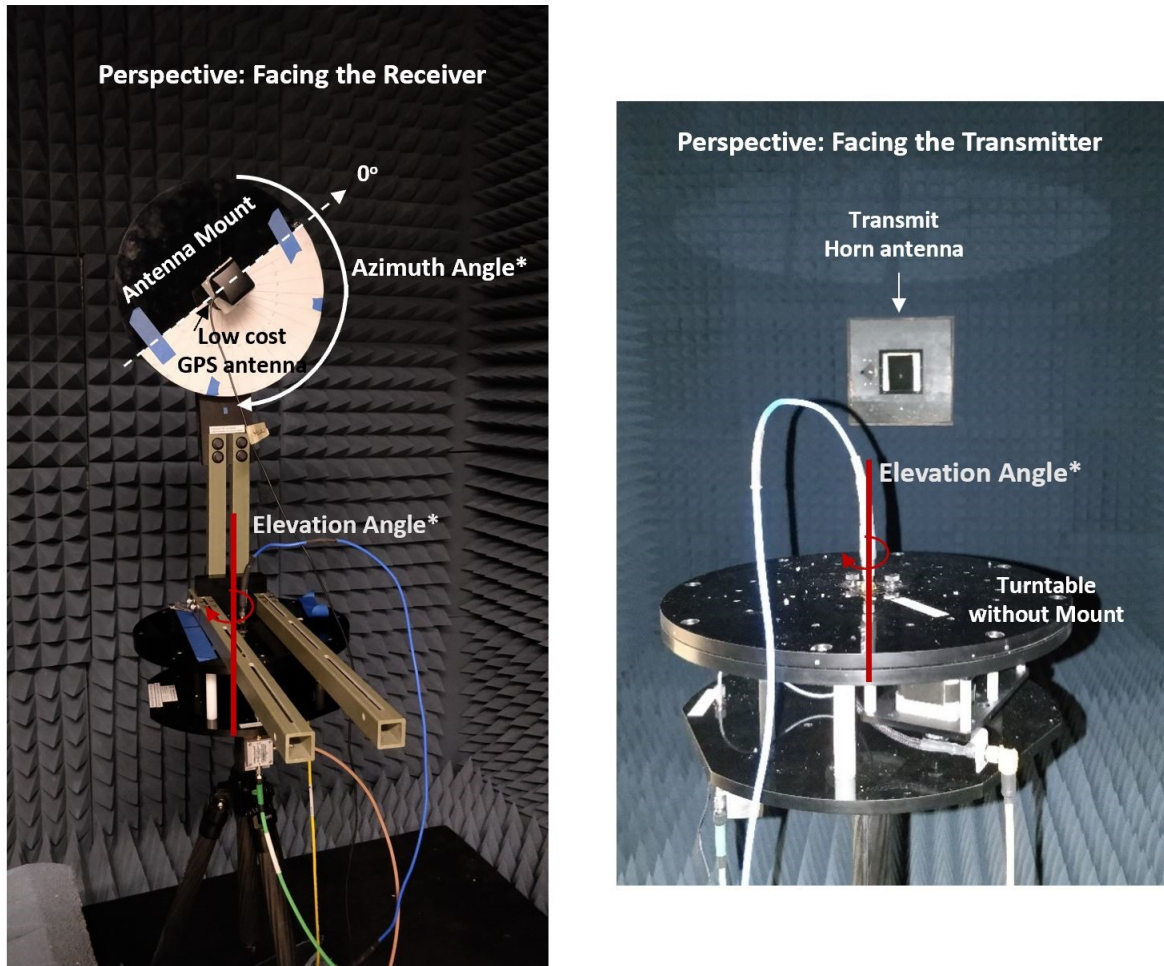 Perspective: Facing the Receiver
0º
Antenna Mount
Azimuth Angle*
Low cost
GPS antenna
Elevation Angle*
Perspective: Facing the Transmitter
Transmit
Horn antenna
Elevation Angle*
Turntable
without Mount